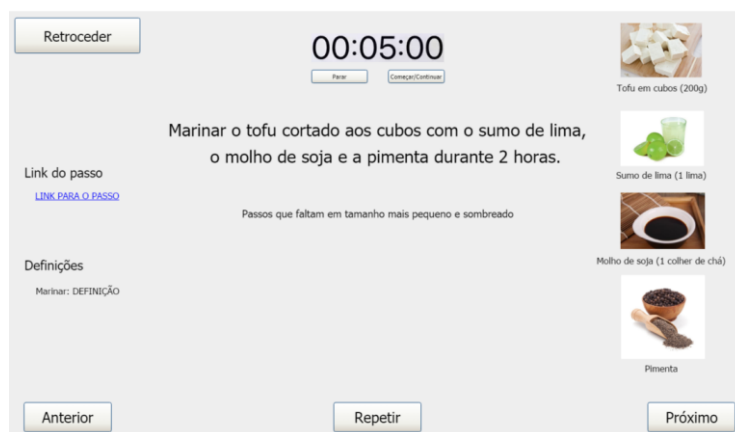 Retroceder
00:05:00
Parar
Começar/Continuar
Tofu em cubos (200g)
Marinar o tofu cortado aos cubos com o sumo de lima,
o molho de soja e a pimenta durante 2 horas.
Link do passo
LINK PARA O PASSO
Sumo de lima (1 lima)
Passos que faltam em tamanho mais pequeno e sombreado
Definições
Marinar: DEFINIÇÃO
Molho de soja (1 colher de chá)
Pimenta
Anterior
Repetir
Próximo